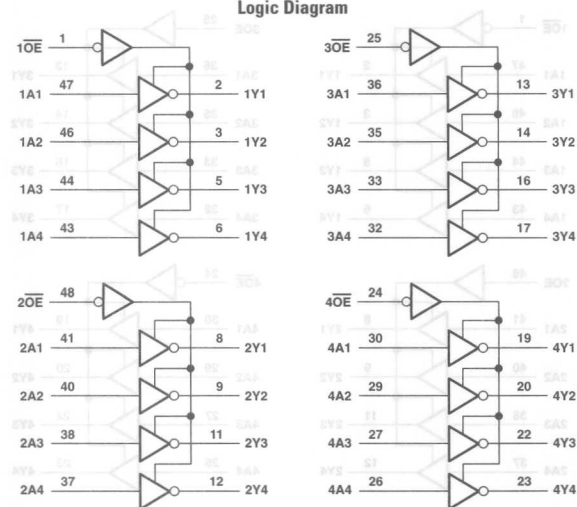 Logic Diagram
1OE 1
1A1 47 2 1Y1
1A2 46 3 1Y2
1A3 44 5 1Y3
1A4 43 6 1Y4
3OE 25
3A1 36 13 3Y1
3A2 35 14 3Y2
3A3 33 16 3Y3
3A4 32 17 3Y4
2OE 48
2A1 41 8 2Y1
2A2 40 9 2Y2
2A3 38 11 2Y3
2A4 37 12 2Y4
4OE 24
4A1 30 19 4Y1
4A2 29 20 4Y2
4A3 27 22 4Y3
4A4 26 23 4Y4